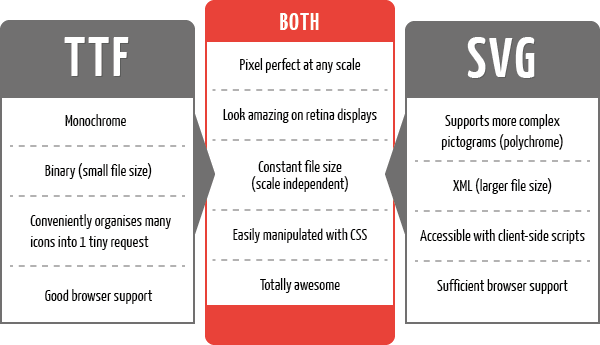 TTF
Monochrome
Binary (small file size)
Conveniently organises many
icons into 1 tiny request
Good browser support
BOTH
Pixel perfect at any scale
Look amazing on retina displays
Constant file size
(scale independent)
Easily manipulated with CSS
Totally awesome
SVG
Supports more complex
pictograms (polychrome)
XML (larger file size)
Accessible with client-side scripts
Sufficient browser support